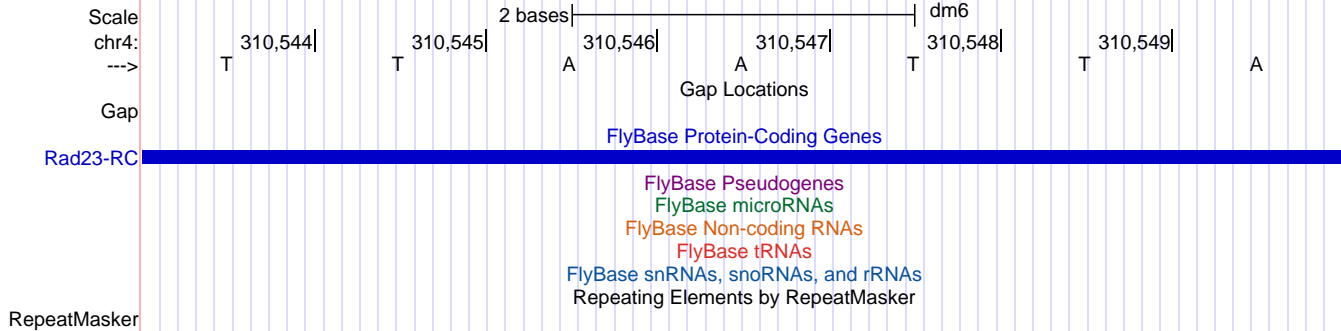 Scale 2 bases dm6
chr4: 310,544 310,545 310,546 310,547 310,548 310,549
---> T T A A T T A
Gap Locations
Gap
FlyBase Protein-Coding Genes
Rad23-RC
FlyBase Pseudogenes
FlyBase microRNAs
FlyBase Non-coding RNAs
FlyBase tRNAs
FlyBase snRNAs, snoRNAs, and rRNAs
Repeating Elements by RepeatMasker
RepeatMasker